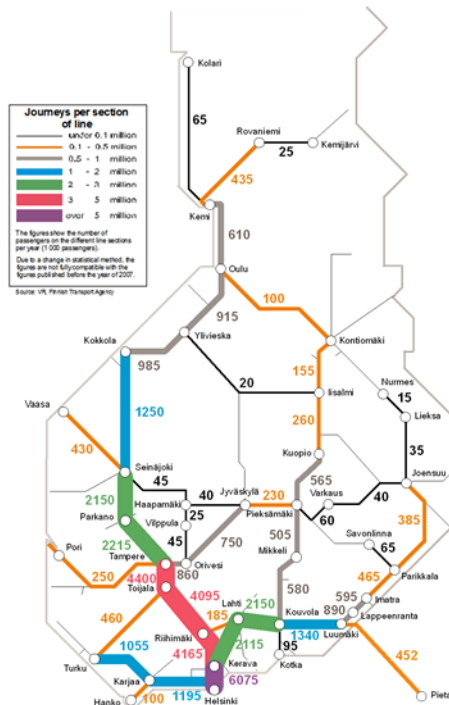 Kolari
65
Rovaniemi
25
Kemijärvi
435
Kemi
Journeys per section
of line
under 0.1 million
0.1 - 0.5 million
0.5 - 1 million
1 - 2 million
2 - 3 million
3 5 million
over 5 million
The figures show the number of
passengers on the different line sections
per year (1 000 passengers).
Due to a change in statistical method, the
figures are not fully compatible with the
figures published before the year of 2007.
Source: VR, Finnish Transport Agency
610
Oulu
100
915
Ylivieska
Kontiomäki
Kokkola
985
155
20
Iisalmi
Nurmes
15
Lieksa
1250
260
Vaasa
430
Kuopio
35
Seinäjoki
45
565
Joensuu
2150
Haapamäki
40
Jyväskylä
230
Varkaus
40
Parkano
25
Pieksämäki
60
385
Vilppula
750
505
Savonlinna
2215
45
65
Pori
Tampere
Orivesi
Mikkeli
860
Parikkala
250
4400
465
Toijala
4095
580
595
Imatra
460
185
Lahti
2150
Kouvola
890
Lappeenranta
Riihimäki
1340
Luumäki
1055
4165
2115
95
452
Turku
Kerava
Kotka
Karjaa
6075
Hanko
100
1195
Helsinki
Pieta